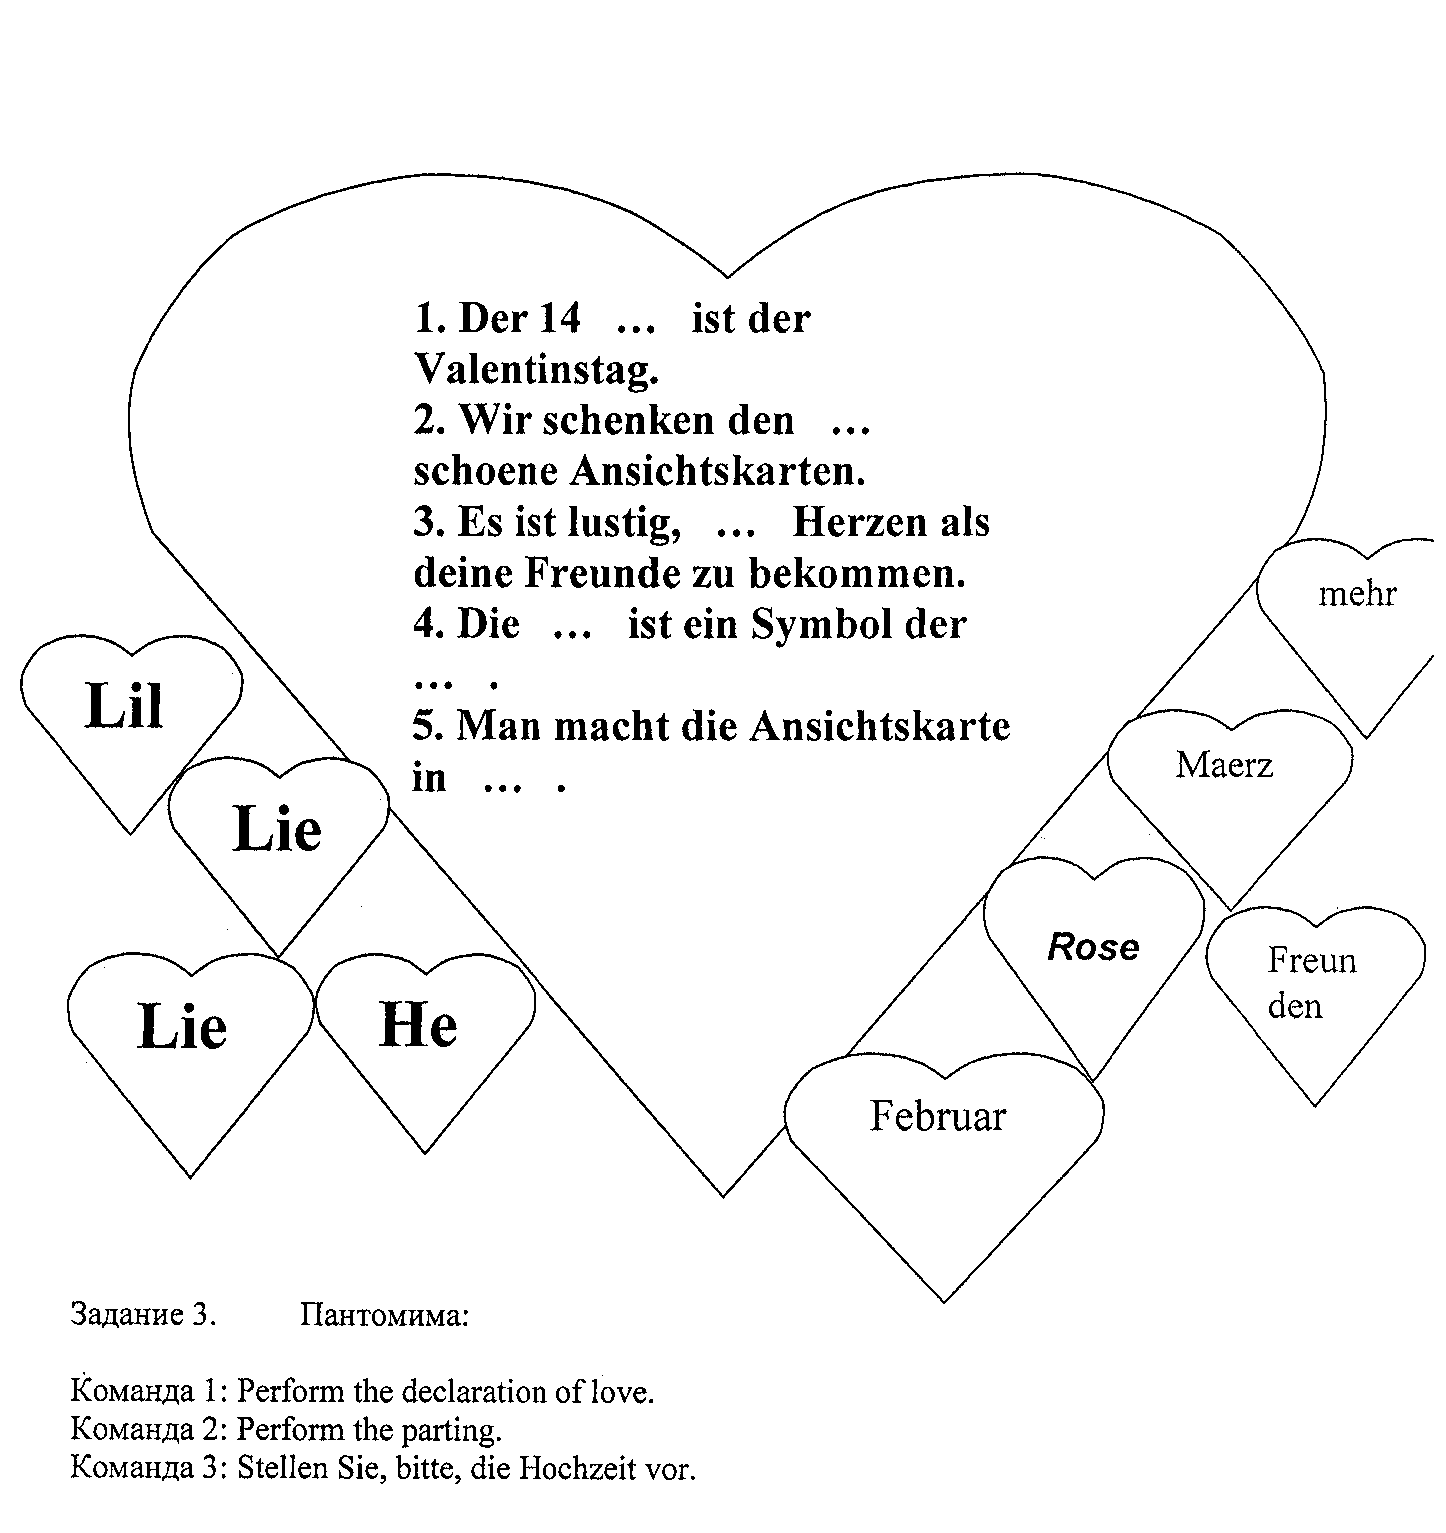 1. Der 14 ... ist der
Valentinstag.
2. Wir schenken den ...
schoene Ansichtskarten.
3. Es ist lustig, ... Herzen als
deine Freunde zu bekommen.
4. Die ... ist ein Symbol der
... .
5. Man macht die Ansichtskarte
in ... .
Lil
Lie
Lie
He
mehr
Maerz
Rose
Freun
den
Februar
Задание 3. Пантомима:
Команда 1: Perform the declaration of love.
Команда 2: Perform the parting.
Команда 3: Stellen Sie, bitte, die Hochzeit vor.